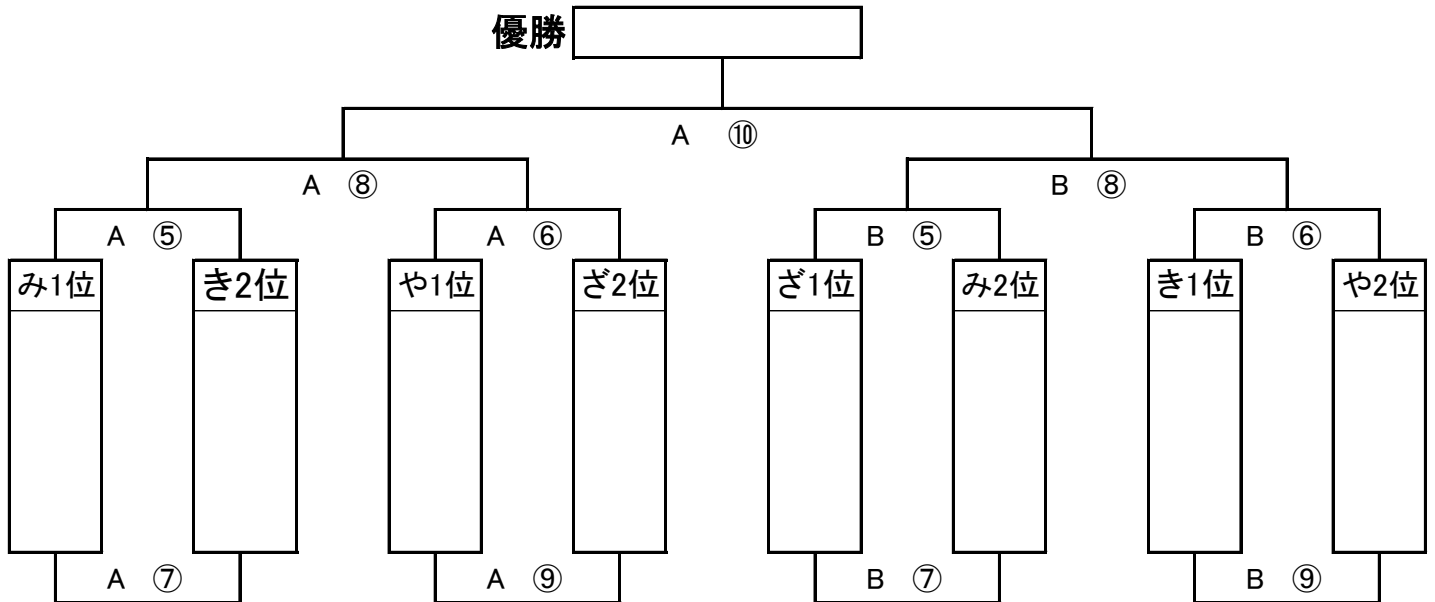 優勝
A ⑩
A ⑧ B ⑧
A ⑤ A ⑥ B ⑤ B ⑥
み1位 き2位 や1位 ざ2位 ざ1位 み2位 き1位 や2位
A ⑦ A ⑨ B ⑦ B ⑨